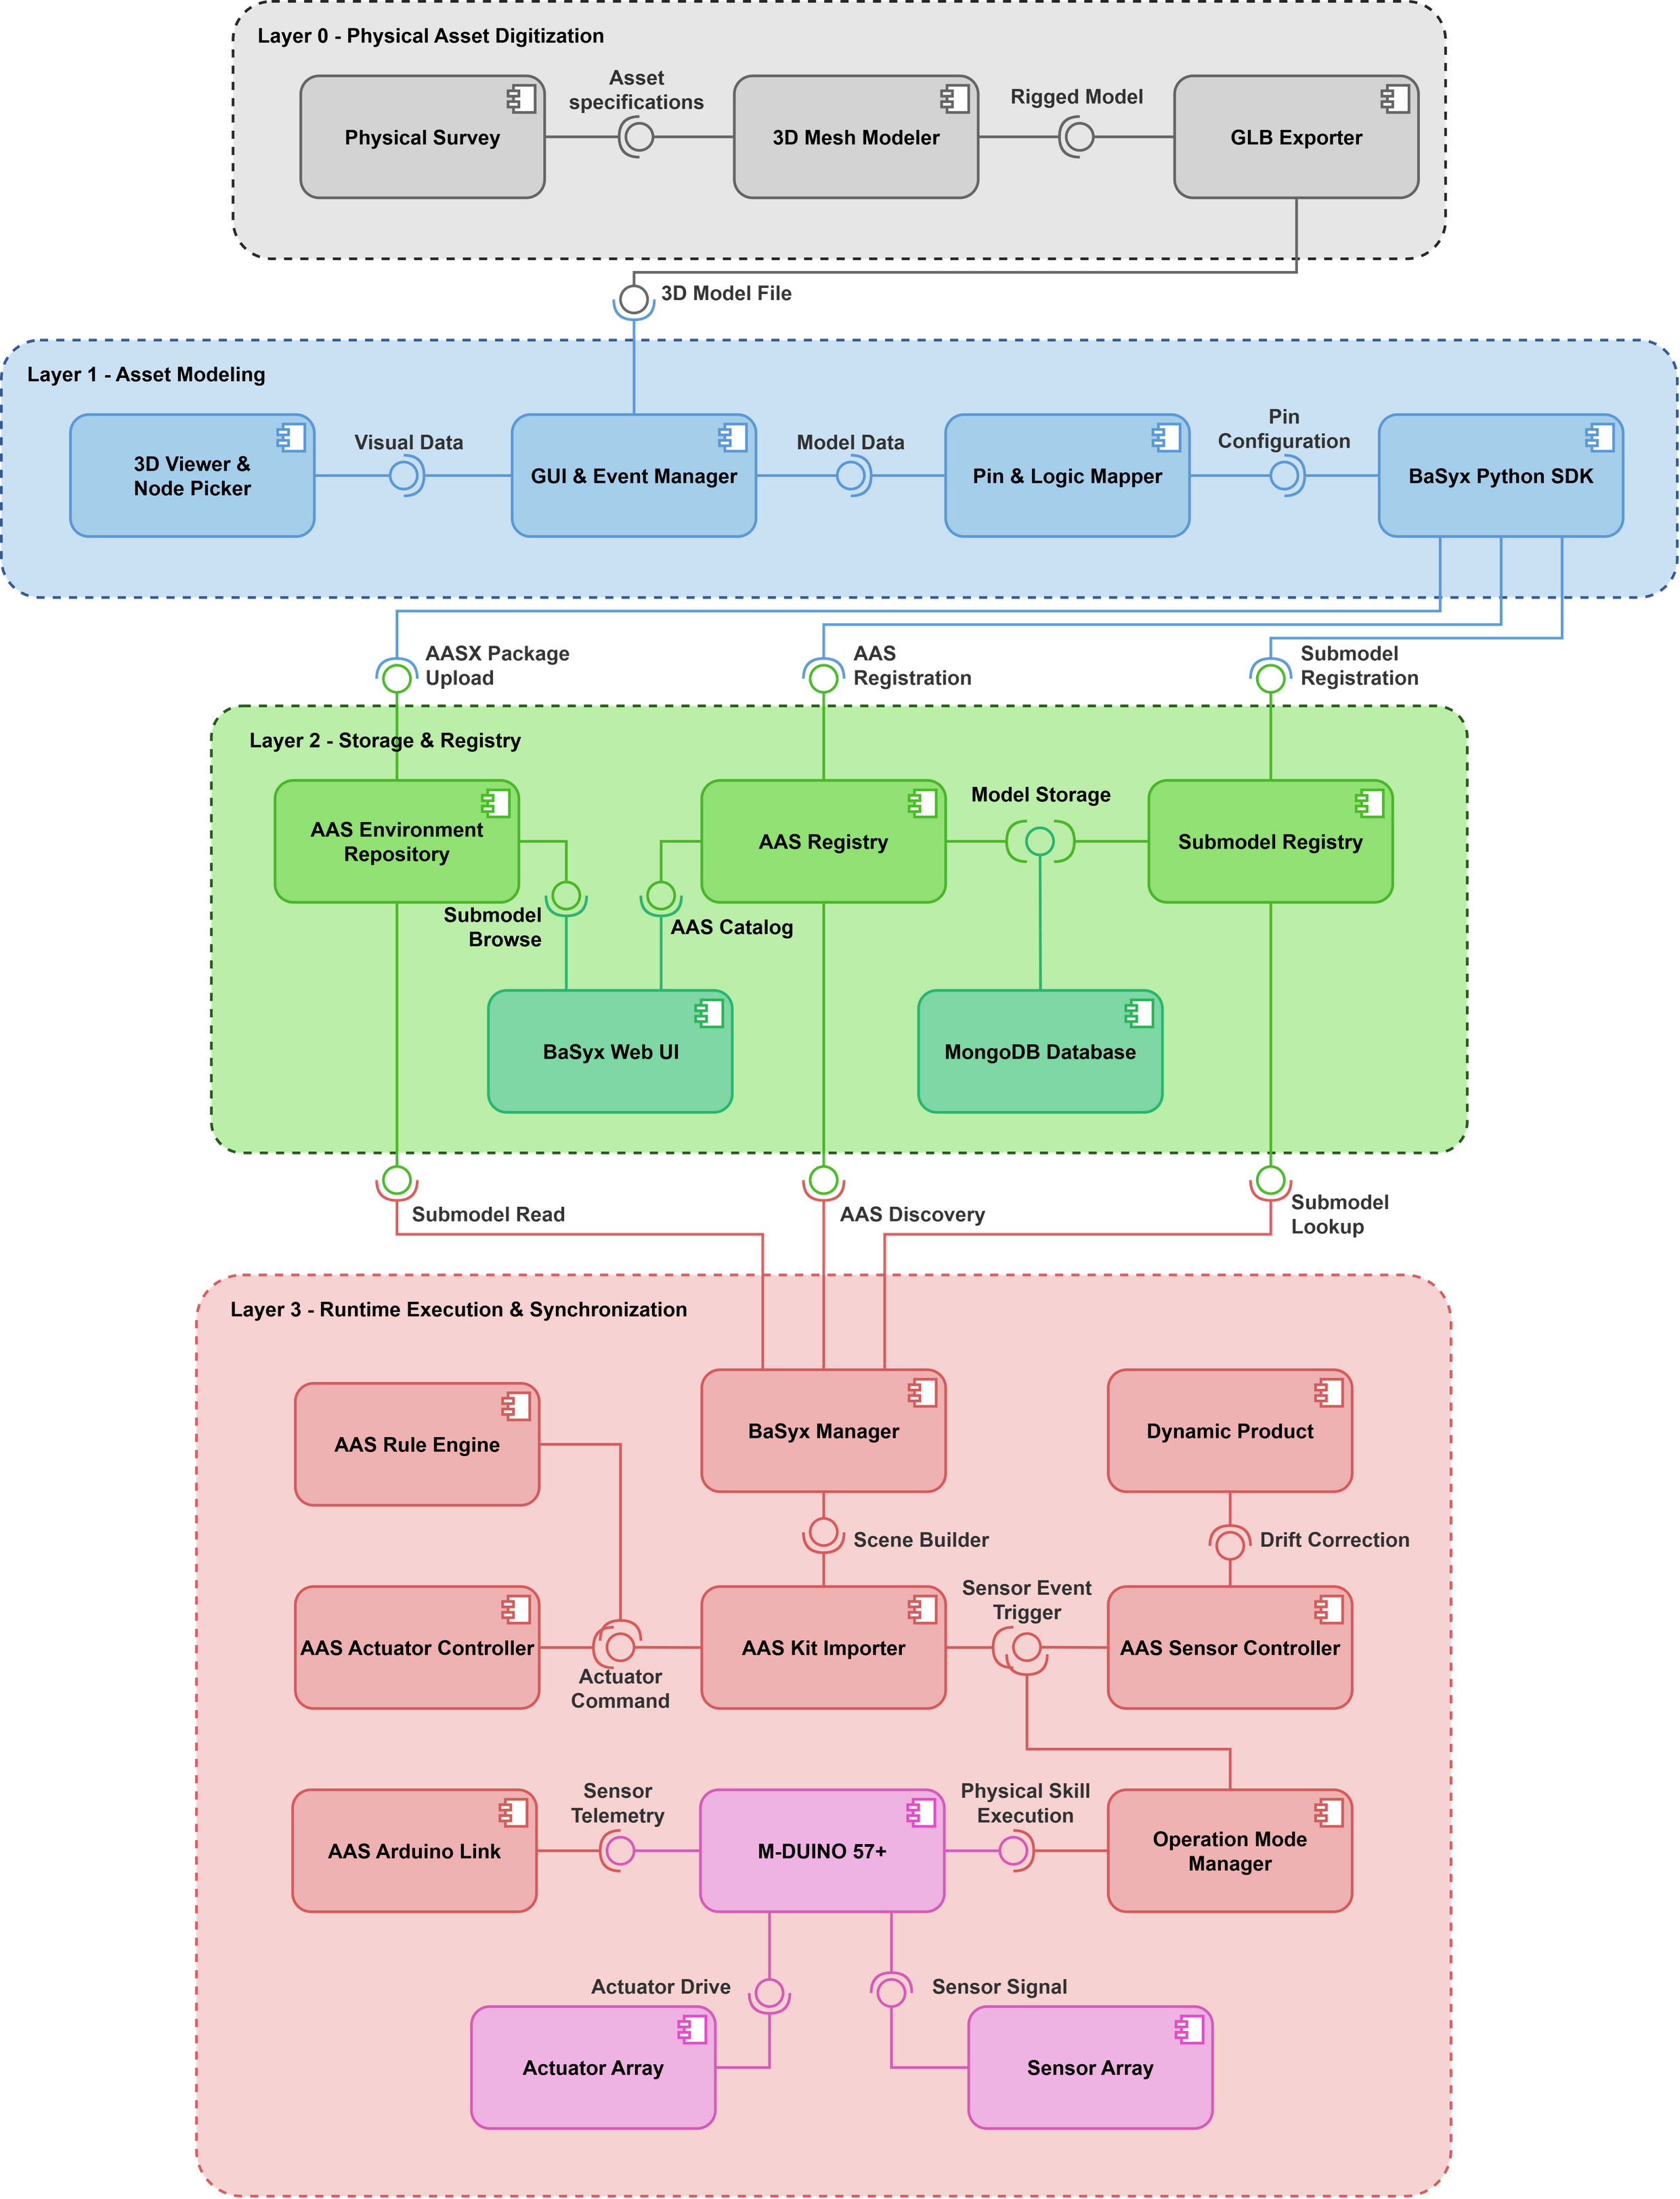 Layer 0 - Physical Asset Digitization
Asset
specifications
Rigged Model
Physical Survey
3D Mesh Modeler
GLB Exporter
3D Model File
Layer 1 - Asset Modeling
Visual Data
Model Data
Pin
Configuration
3D Viewer &
Node Picker
GUI & Event Manager
Pin & Logic Mapper
BaSyx Python SDK
AASX Package
Upload
AAS
Registration
Submodel
Registration
Layer 2 - Storage & Registry
Model Storage
AAS Environment
Repository
AAS Registry
Submodel Registry
Submodel
Browse
AAS Catalog
BaSyx Web UI
MongoDB Database
Submodel Read
AAS Discovery
Submodel
Lookup
Layer 3 - Runtime Execution & Synchronization
AAS Rule Engine
BaSyx Manager
Dynamic Product
Scene Builder
Drift Correction
Sensor Event
Trigger
AAS Actuator Controller
AAS Kit Importer
AAS Sensor Controller
Actuator
Command
Sensor
Telemetry
Physical Skill
Execution
AAS Arduino Link
M-DUINO 57+
Operation Mode
Manager
Actuator Drive
Sensor Signal
Actuator Array
Sensor Array